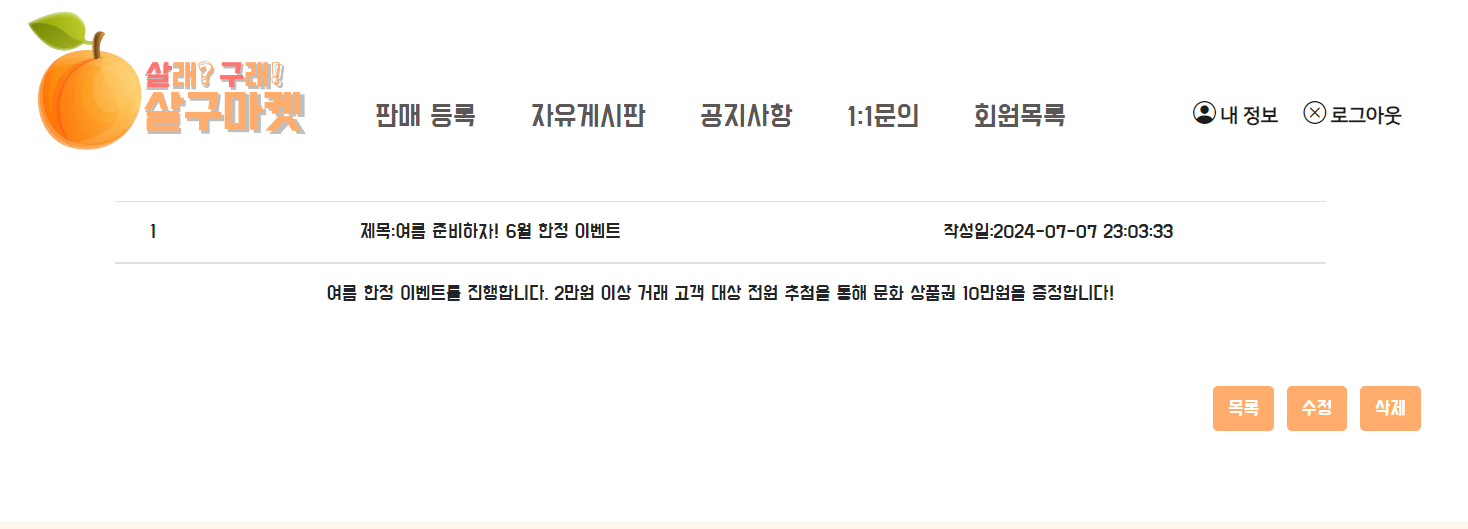 살래? 구래!
살구마켓
판매 등록 자유게시판 공지사항 1:1문의 회원목록 내 정보 로그아웃
1 제목:여름 준비하자! 6월 한정 이벤트 작성일:2024-07-07 23:03:33
여름 한정 이벤트를 진행합니다. 2만원 이상 거래 고객 대상 전원 추첨을 통해 문화 상품권 10만원을 증정합니다!
목록 수정 삭제